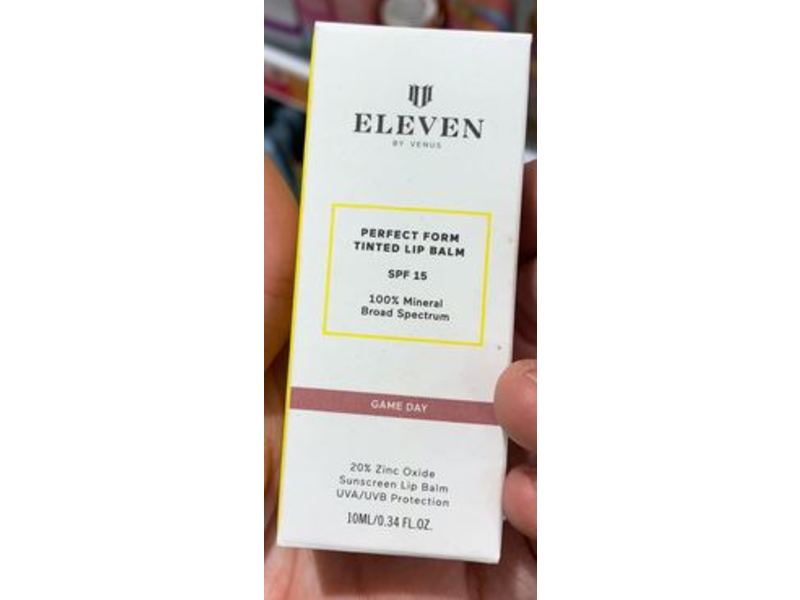 ELEVEN
BY VENUS
PERFECT FORM
TINTED LIP BALM
SPF 15
100% Mineral
Broad Spectrum
GAME DAY
20% Zinc Oxide
Sunscreen Lip Balm
UVA/UVB Protection
10ML/0.34 FL.OZ.